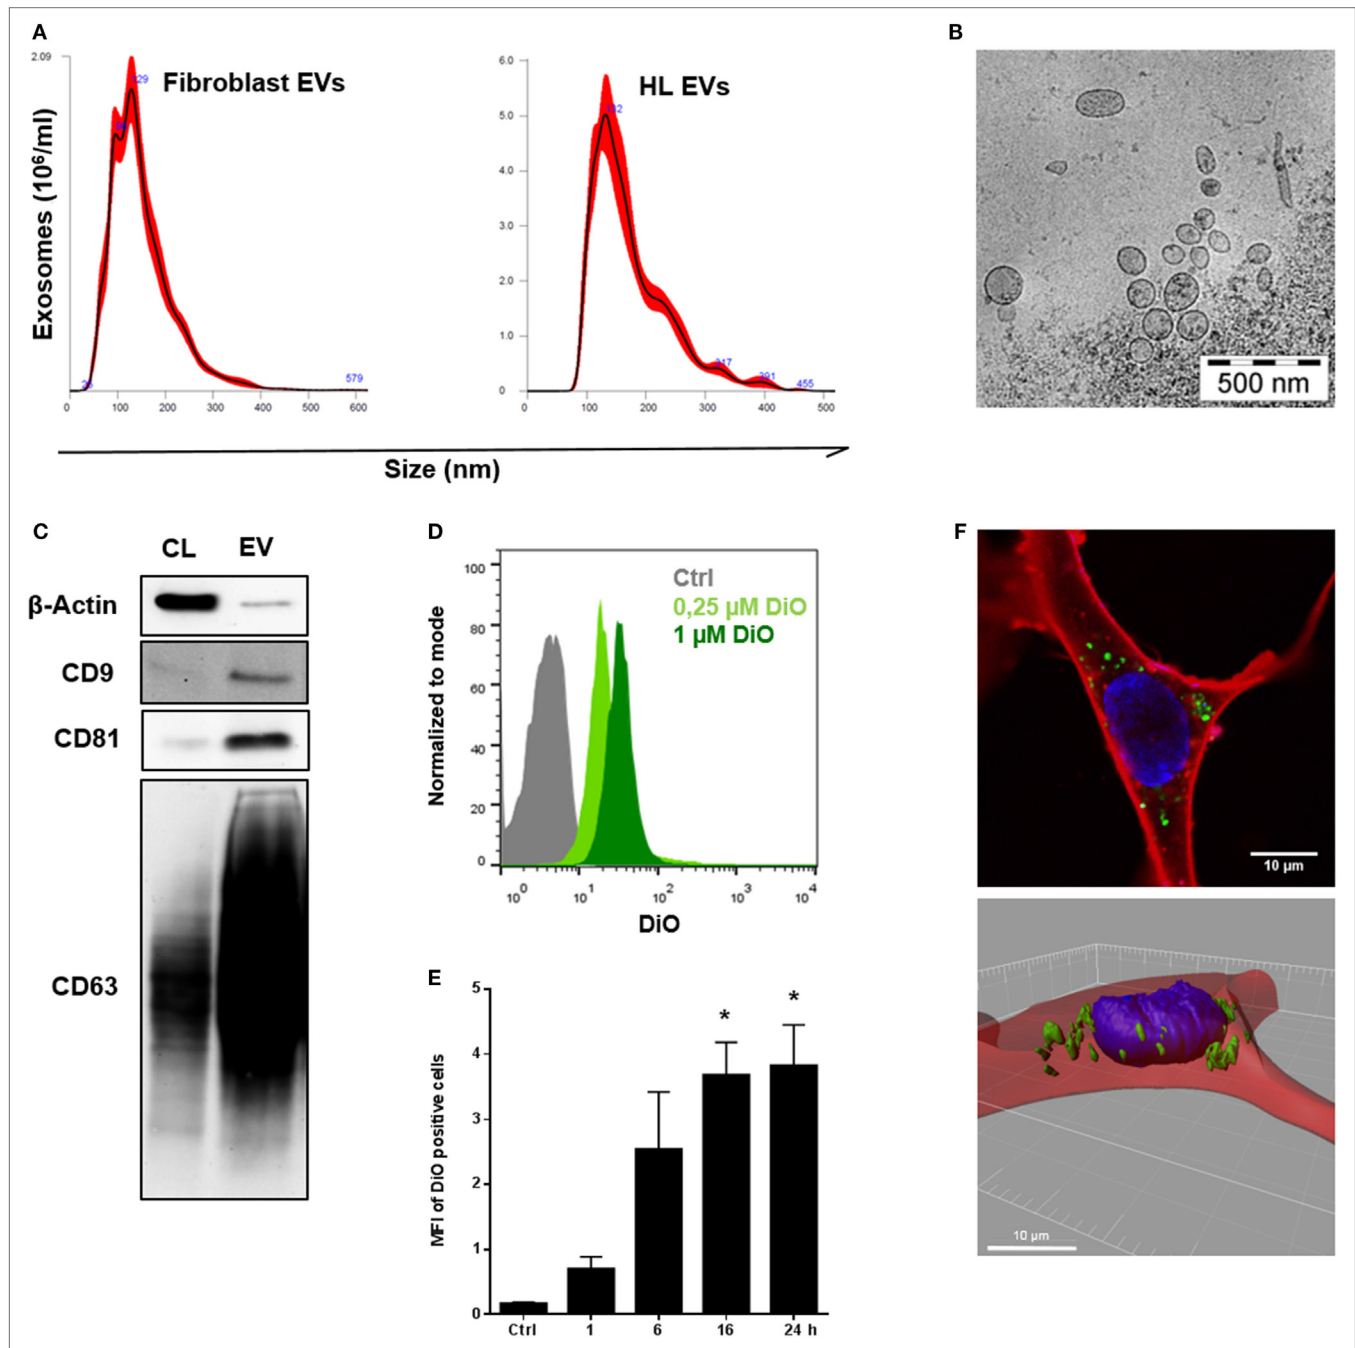 A
2.09
129
Fibroblast EVs
26
579
0 100 200 300 400 500 600
Exosomes (10⁶/ml)
6.0
5.0
4.0
3.0
2.0
1.0
0
132
HL EVs
391
455
0 100 200 300 400 500
Size (nm)
B
500 nm
C
CL EV
β-Actin
CD9
CD81
CD63
D
100
80
60
40
20
0
Normalized to mode
Ctrl
0,25 µM DiO
1 µM DiO
10⁰ 10¹ 10² 10³ 10⁴
DiO
E
5
4
3
2
1
0
MFI of DiO positive cells
*
*
Ctrl 1 6 16 24 h
F
10 µm
10 µm